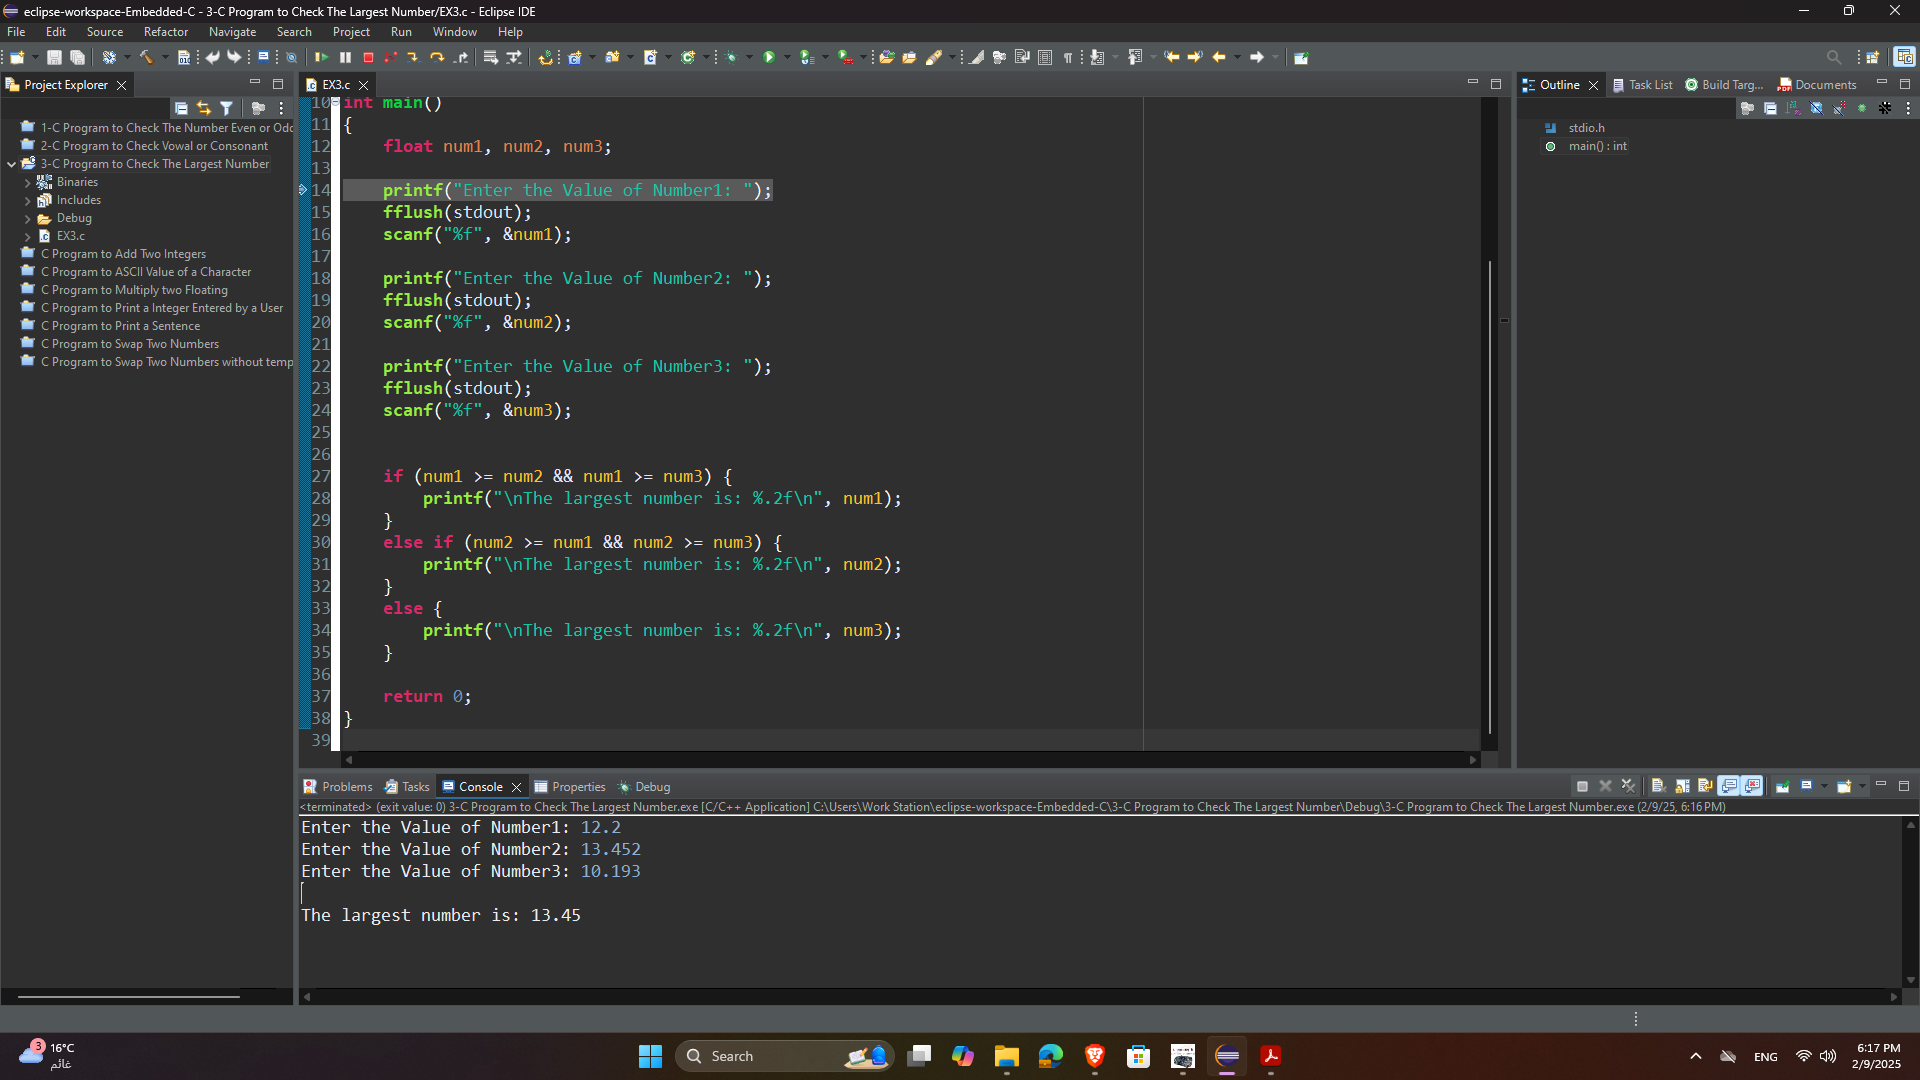 eclipse-workspace-Embedded-C - 3-C Program to Check The Largest Number/EX3.c - Eclipse IDE
File Edit Source Refactor Navigate Search Project Run Window Help
Project Explorer
1-C Program to Check The Number Even or Odd
2-C Program to Check Vowal or Consonant
3-C Program to Check The Largest Number
Binaries
Includes
Debug
EX3.c
C Program to Add Two Integers
C Program to ASCII Value of a Character
C Program to Multiply two Floating
C Program to Print a Integer Entered by a User
C Program to Print a Sentence
C Program to Swap Two Numbers
C Program to Swap Two Numbers without temp
EX3.c
10 int main()
11 {
12     float num1, num2, num3;
13
14     printf("Enter the Value of Number1: ");
15     fflush(stdout);
16     scanf("%f", &num1);
17
18     printf("Enter the Value of Number2: ");
19     fflush(stdout);
20     scanf("%f", &num2);
21
22     printf("Enter the Value of Number3: ");
23     fflush(stdout);
24     scanf("%f", &num3);
25
26
27     if (num1 >= num2 && num1 >= num3) {
28         printf("\nThe largest number is: %.2f\n", num1);
29     }
30     else if (num2 >= num1 && num2 >= num3) {
31         printf("\nThe largest number is: %.2f\n", num2);
32     }
33     else {
34         printf("\nThe largest number is: %.2f\n", num3);
35     }
36
37     return 0;
38 }
39
Outline Task List Build Targ... Documents
stdio.h
main() : int
Problems Tasks Console Properties Debug
<terminated> (exit value: 0) 3-C Program to Check The Largest Number.exe [C/C++ Application] C:\Users\Work Station\eclipse-workspace-Embedded-C\3-C Program to Check The Largest Number\Debug\3-C Program to Check The Largest Number.exe (2/9/25, 6:16 PM)
Enter the Value of Number1: 12.2
Enter the Value of Number2: 13.452
Enter the Value of Number3: 10.193
The largest number is: 13.45
3
16°C
غائم
Search
ENG
6:17 PM
2/9/2025